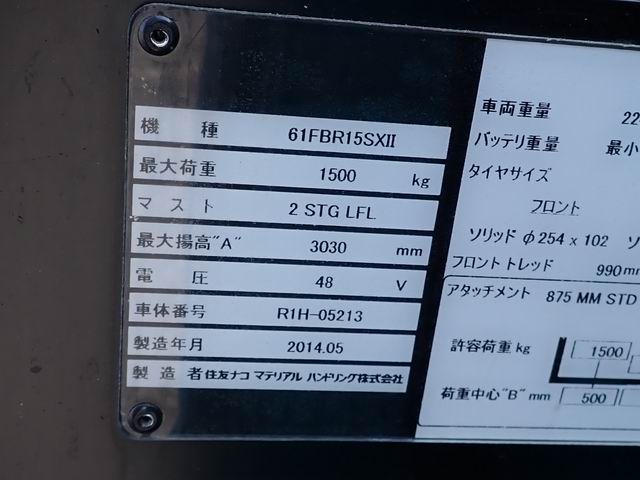 機 種 61FBR15SXII
最大荷重 1500 kg
マ ス ト 2 STG LFL
最大揚高"A" 3030 mm
電 圧 48 V
車体番号 R1H-05213
製造年月 2014.05
製 造 者 住友ナコ マテリアル ハンドリング株式会社
車両重量 22
バッテリ重量 最小
タイヤサイズ
フロント
ソリッド φ254 x 102 ソ
フロント トレッド 990mm
アタッチメント 875 MM STD
許容荷重 kg 1500
荷重中心"B" mm 500